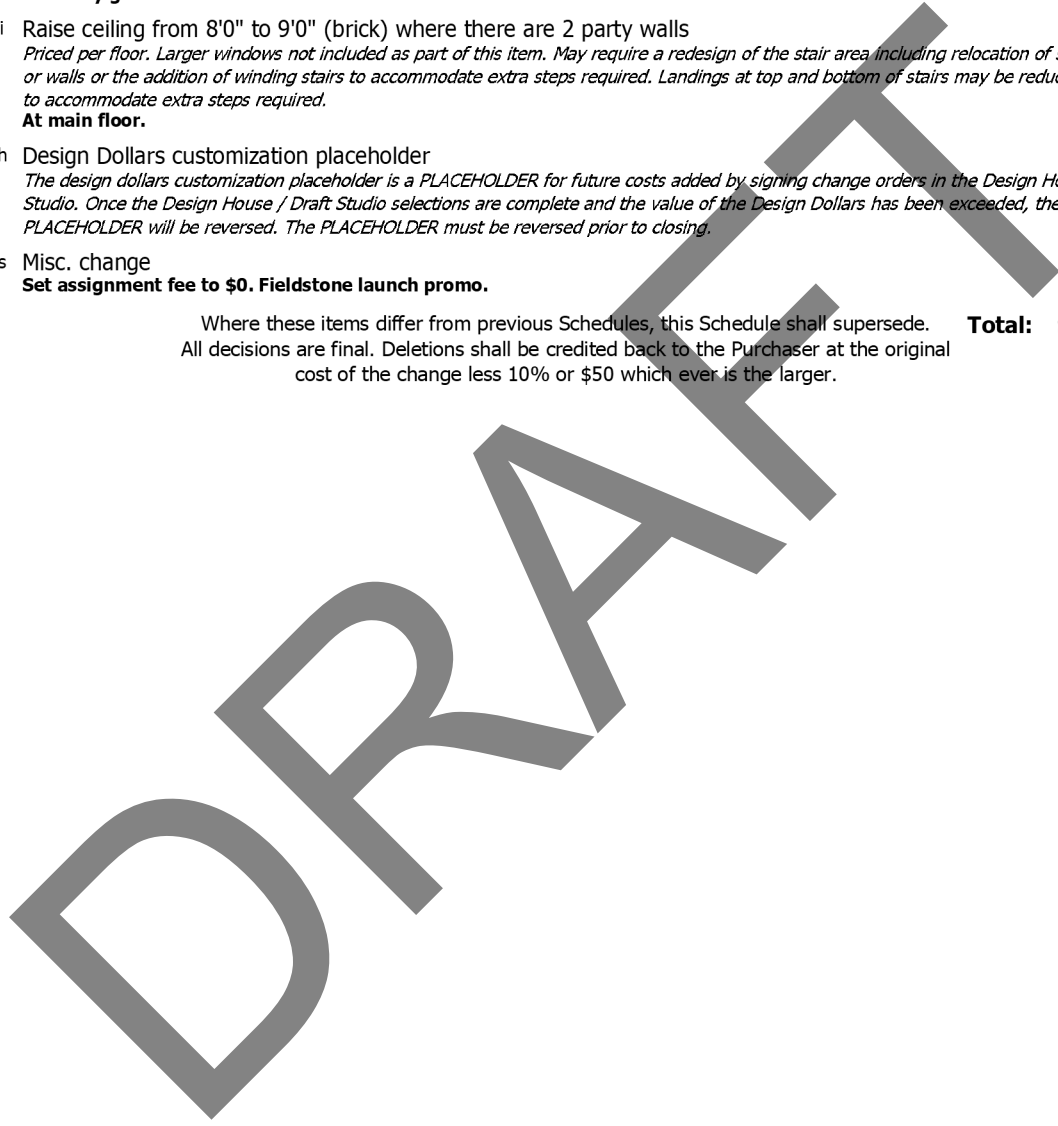 i Raise ceiling from 8'0" to 9'0" (brick) where there are 2 party walls
Priced per floor. Larger windows not included as part of this item. May require a redesign of the stair area including relocation of
or walls or the addition of winding stairs to accommodate extra steps required. Landings at top and bottom of stairs may be redu
to accommodate extra steps required.
At main floor.
h Design Dollars customization placeholder
The design dollars customization placeholder is a PLACEHOLDER for future costs added by signing change orders in the Design Ho
Studio. Once the Design House / Draft Studio selections are complete and the value of the Design Dollars has been exceeded, the
PLACEHOLDER will be reversed. The PLACEHOLDER must be reversed prior to closing.
s Misc. change
Set assignment fee to $0. Fieldstone launch promo.
Where these items differ from previous Schedules, this Schedule shall supersede. Total:
All decisions are final. Deletions shall be credited back to the Purchaser at the original
cost of the change less 10% or $50 which ever is the larger.
DRAFT